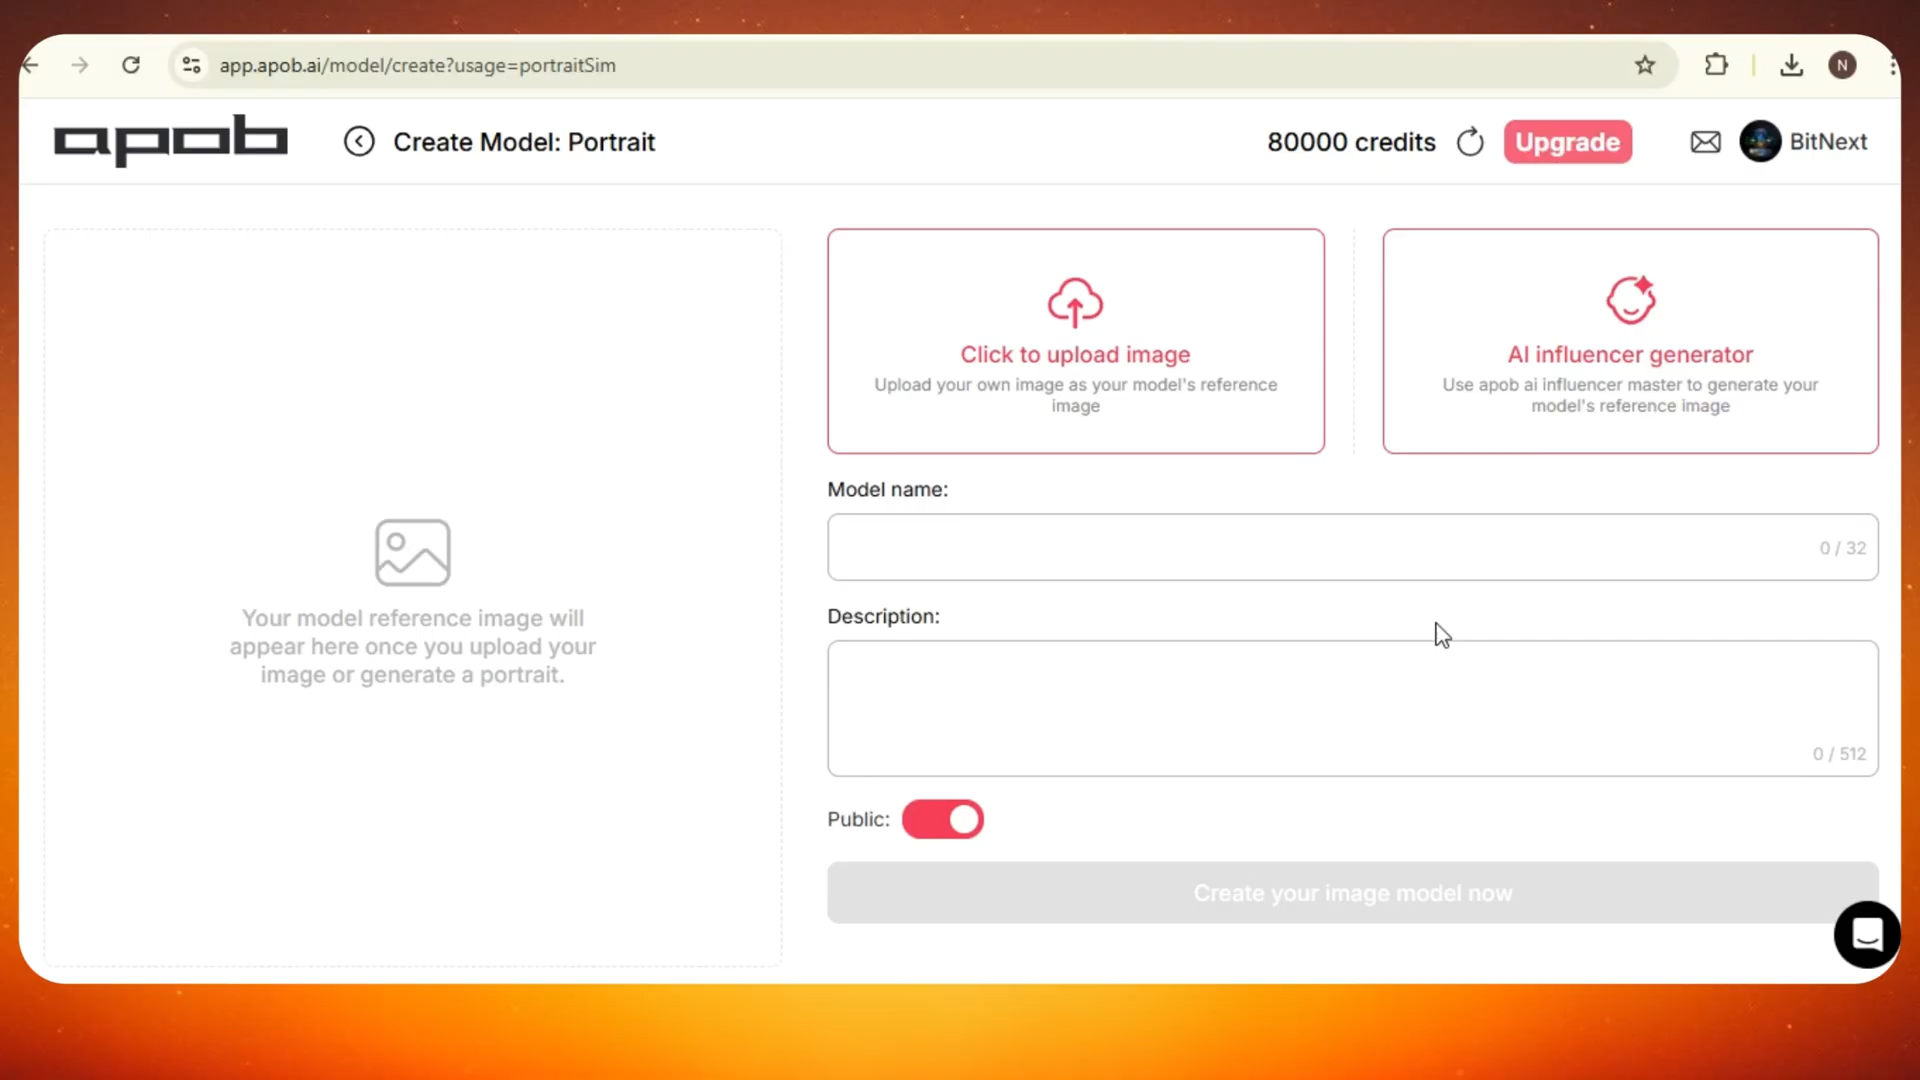 app.apob.ai/model/create?usage=portraitSim
N
apob
Create Model: Portrait
80000 credits
Upgrade
BitNext
Click to upload image
Upload your own image as your model's reference
image
AI influencer generator
Use apob ai influencer master to generate your
model's reference image
Your model reference image will
appear here once you upload your
image or generate a portrait.
Model name:
0 / 32
Description:
0 / 512
Public:
Create your image model now